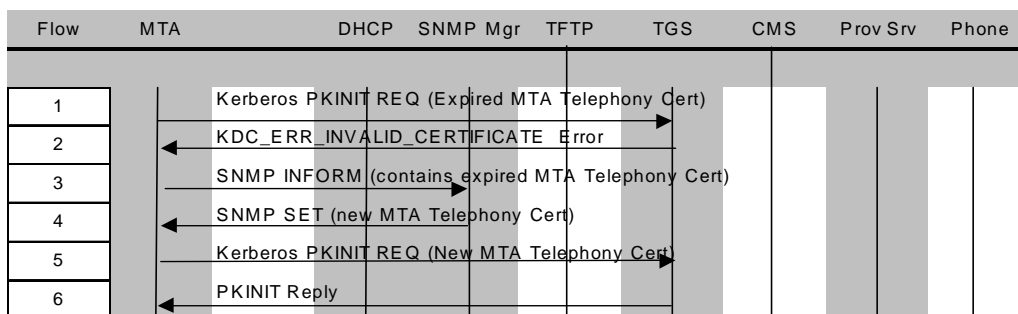 Flow MTA DHCP SNMP Mgr TFTP TGS CMS Prov Srv Phone
1 Kerberos PKINIT REQ (Expired MTA Telephony Cert)
2 KDC_ERR_INVALID_CERTIFICATE Error
3 SNMP INFORM (contains expired MTA Telephony Cert)
4 SNMP SET (new MTA Telephony Cert)
5 Kerberos PKINIT REQ (New MTA Telephony Cert)
6 PKINIT Reply